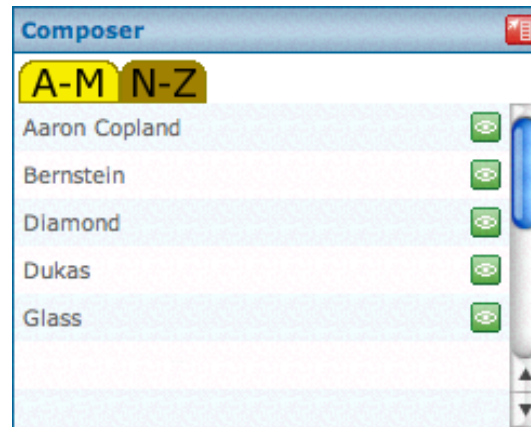 Composer
A-M N-Z
Aaron Copland
Bernstein
Diamond
Dukas
Glass